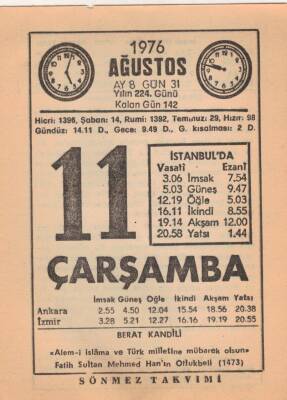 1976
AĞUSTOS
AY 8 GÜN 31
Yılın 224. Günü
Kalan Gün 142
Hicri: 1396, Şaban: 14, Rumi: 1392, Temmuz: 29, Hızır: 98
Gündüz: 14.11 D., Gece: 9.49 D., G. kısalması: 2 D.
11
İSTANBUL'DA
Vasatî Ezanî
3.06 İmsak 7.54
5.03 Güneş 9.47
12.19 Öğle 5.03
16.11 İkindi 8.55
19.14 Akşam 12.00
20.58 Yatsı 1.44
ÇARŞAMBA
İmsak Güneş Öğle İkindi Akşam Yatsı
Ankara 2.55 4.50 12.04 15.54 18.56 20.38
İzmir 3.28 5.21 12.27 16.16 19.19 20.55
BERAT KANDİLİ
«Alem-i İslâma ve Türk milletine mübarek olsun»
Fatih Sultan Mehmed Han'ın Otlukbeli (1473)
SÖNMEZ TAKVİMİ